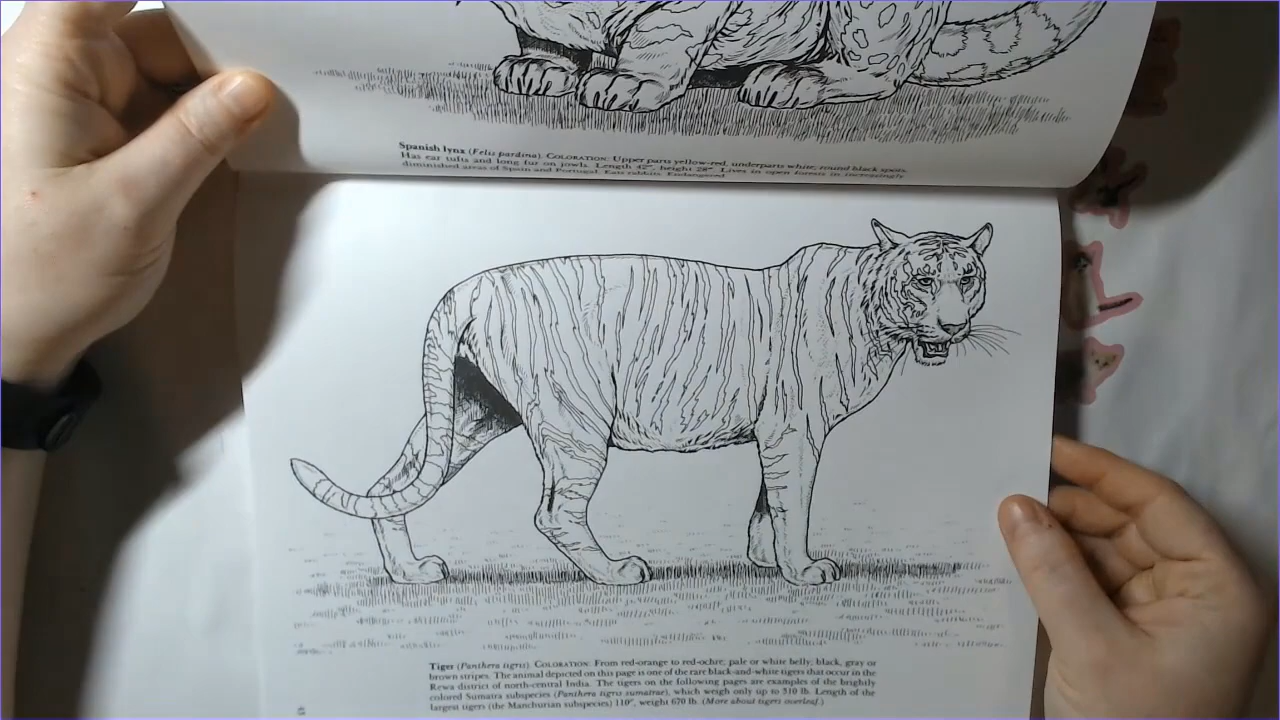 Spanish lynx (Felis pardina). COLORATION: Upper parts yellow-red, underparts white; round black spots.
Has ear tufts and long fur on jowls. Length 42", height 28". Lives in open forests in increasingly
diminished areas of Spain and Portugal. Eats rabbits. Endangered.
Tiger (Panthera tigris). COLORATION: From red-orange to red-ochre; pale or white belly; black, gray or
brown stripes. The animal depicted on this page is one of the rare black-and-white tigers that occur in the
Rewa district of north-central India. The tigers on the following pages are examples of the brightly
colored Sumatra subspecies (Panthera tigris sumatrae), which weigh only up to 310 lb. Length of the
largest tigers (the Manchurian subspecies) 110", weight 670 lb. (More about tigers overleaf.)